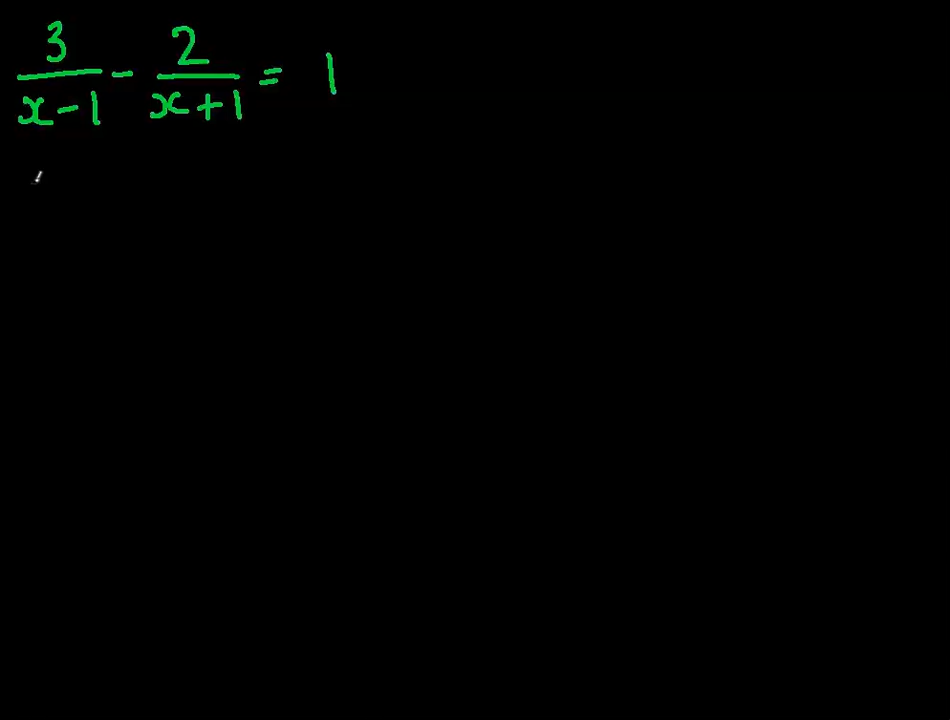 3/(x-1) - 2/(x+1) = 1